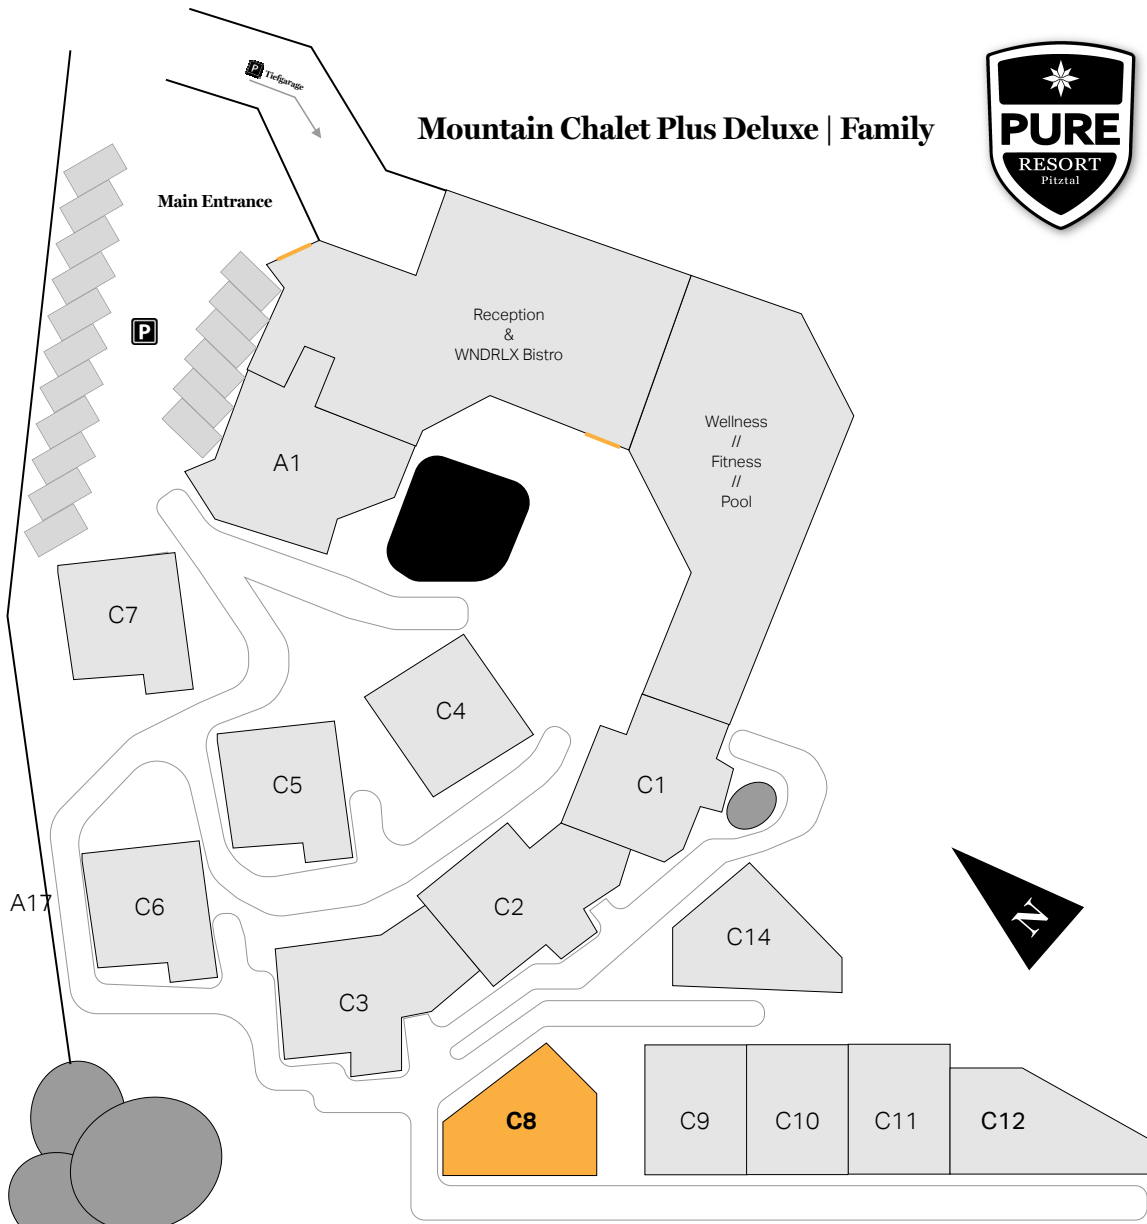 P Tiefgarage
Mountain Chalet Plus Deluxe | Family
PURE
RESORT
Pitztal
Main Entrance
P
Reception
&
WNDRLX Bistro
Wellness
//
Fitness
//
Pool
A1
C7
C4
C5
C1
A17
C6
C2
C14
N
C3
C8
C9
C10
C11
C12